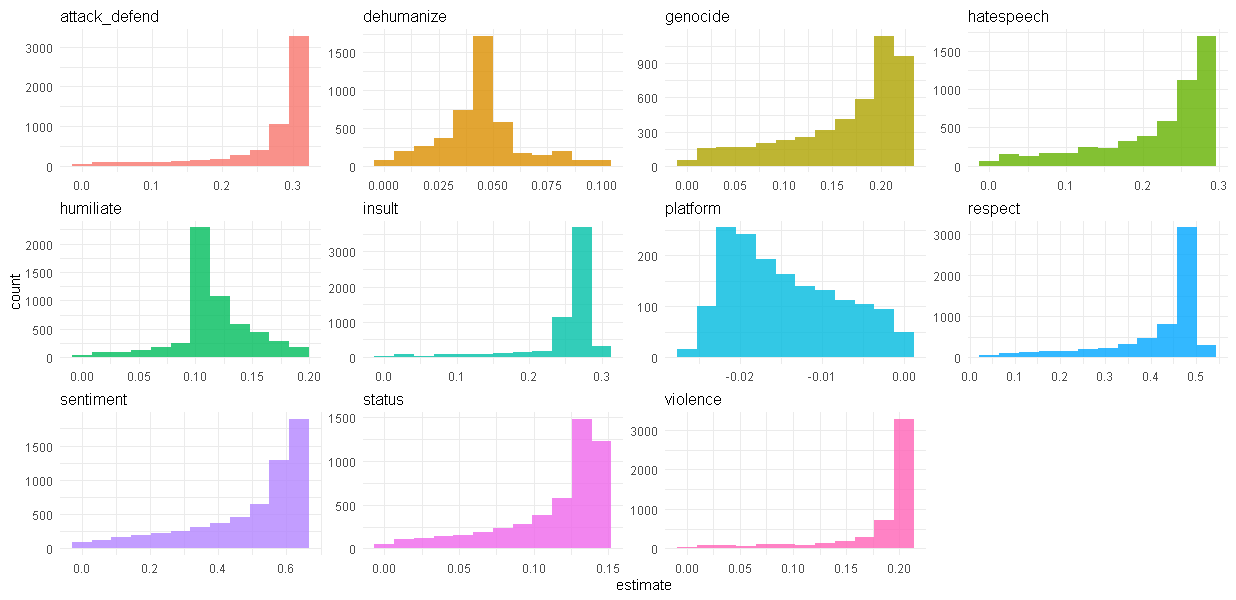 attack_defend
dehumanize
genocide
hatespeech
3000
2000
1000
0
1500
1000
500
0
900
600
300
0
1500
1000
500
0
0.0 0.1 0.2 0.3
0.000 0.025 0.050 0.075 0.100
0.00 0.05 0.10 0.15 0.20
0.0 0.1 0.2 0.3
humiliate
insult
platform
respect
count
2000
1500
1000
500
0
3000
2000
1000
0
200
100
0
3000
2000
1000
0
0.00 0.05 0.10 0.15 0.20
0.0 0.1 0.2 0.3
-0.02 -0.01 0.00
0.0 0.1 0.2 0.3 0.4 0.5
sentiment
status
violence
1500
1000
500
0
1500
1000
500
0
3000
2000
1000
0
0.0 0.2 0.4 0.6
0.00 0.05 0.10 0.15
0.00 0.05 0.10 0.15 0.20
estimate